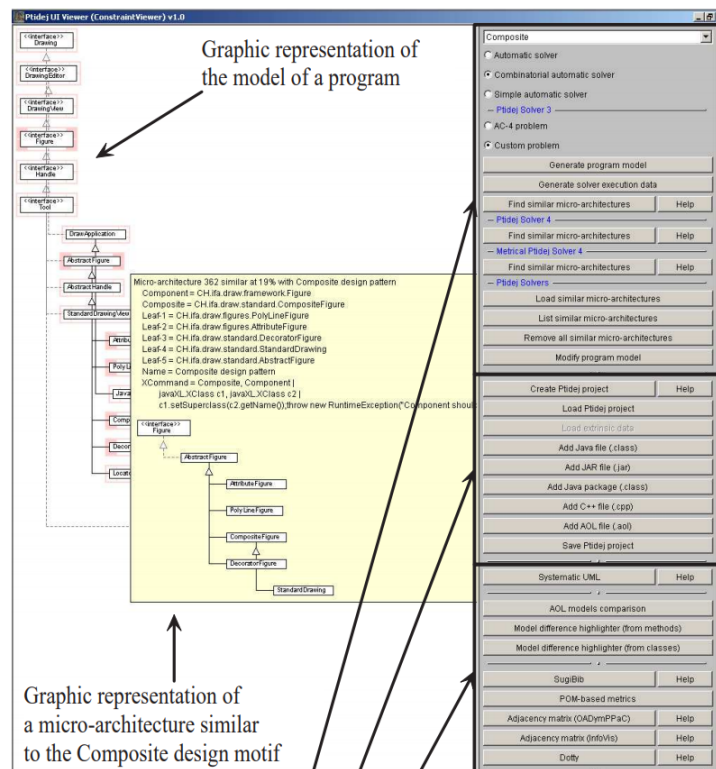 Ptidej UI Viewer (ConstraintViewer) v1.0
<<interface>>
Drawing
<<interface>>
DrawingEditor
<<interface>>
DrawingView
<<interface>>
Figure
<<interface>>
Handle
<<interface>>
Tool
Graphic representation of
the model of a program
DrawApplication
AbstractFigure
AbstractHandle
StandardDrawingView
Attribu
PolyLin
Java
Comp
Decor
Locato
Micro-architecture 362 similar at 19% with Composite design pattern
Component = CH.ifa.draw.framework.Figure
Composite = CH.ifa.draw.standard.CompositeFigure
Leaf-1 = CH.ifa.draw.figures.PolyLineFigure
Leaf-2 = CH.ifa.draw.figures.AttributeFigure
Leaf-3 = CH.ifa.draw.standard.DecoratorFigure
Leaf-4 = CH.ifa.draw.standard.StandardDrawing
Leaf-5 = CH.ifa.draw.standard.AbstractFigure
Name = Composite design pattern
XCommand = Composite, Component |
javaXL.XClass c1, javaXL.XClass c2 |
c1.setSuperclass(c2.getName());throw new RuntimeException("Component shoul
<<interface>>
Figure
AbstractFigure
AttributeFigure
PolyLineFigure
CompositeFigure
DecoratorFigure
StandardDrawing
Graphic representation of
a micro-architecture similar
to the Composite design motif
Composite
Automatic solver
Combinatorial automatic solver
Simple automatic solver
Ptidej Solver 3
AC-4 problem
Custom problem
Generate program model
Generate solver execution data
Find similar micro-architectures Help
Ptidej Solver 4
Find similar micro-architectures Help
Metrical Ptidej Solver 4
Find similar micro-architectures Help
Ptidej Solvers
Load similar micro-architectures
List similar micro-architectures
Remove all similar micro-architectures
Modify program model
Create Ptidej project Help
Load Ptidej project
Load extrinsic data
Add Java file (.class)
Add JAR file (.jar)
Add Java package (.class)
Add C++ file (.cpp)
Add AOL file (.aol)
Save Ptidej project
Systematic UML Help
AOL models comparison
Model difference highlighter (from methods)
Model difference highlighter (from classes)
SugiBib Help
POM-based metrics
Adjacency matrix (OADymPPaC) Help
Adjacency matrix (InfoVis) Help
Dotty Help